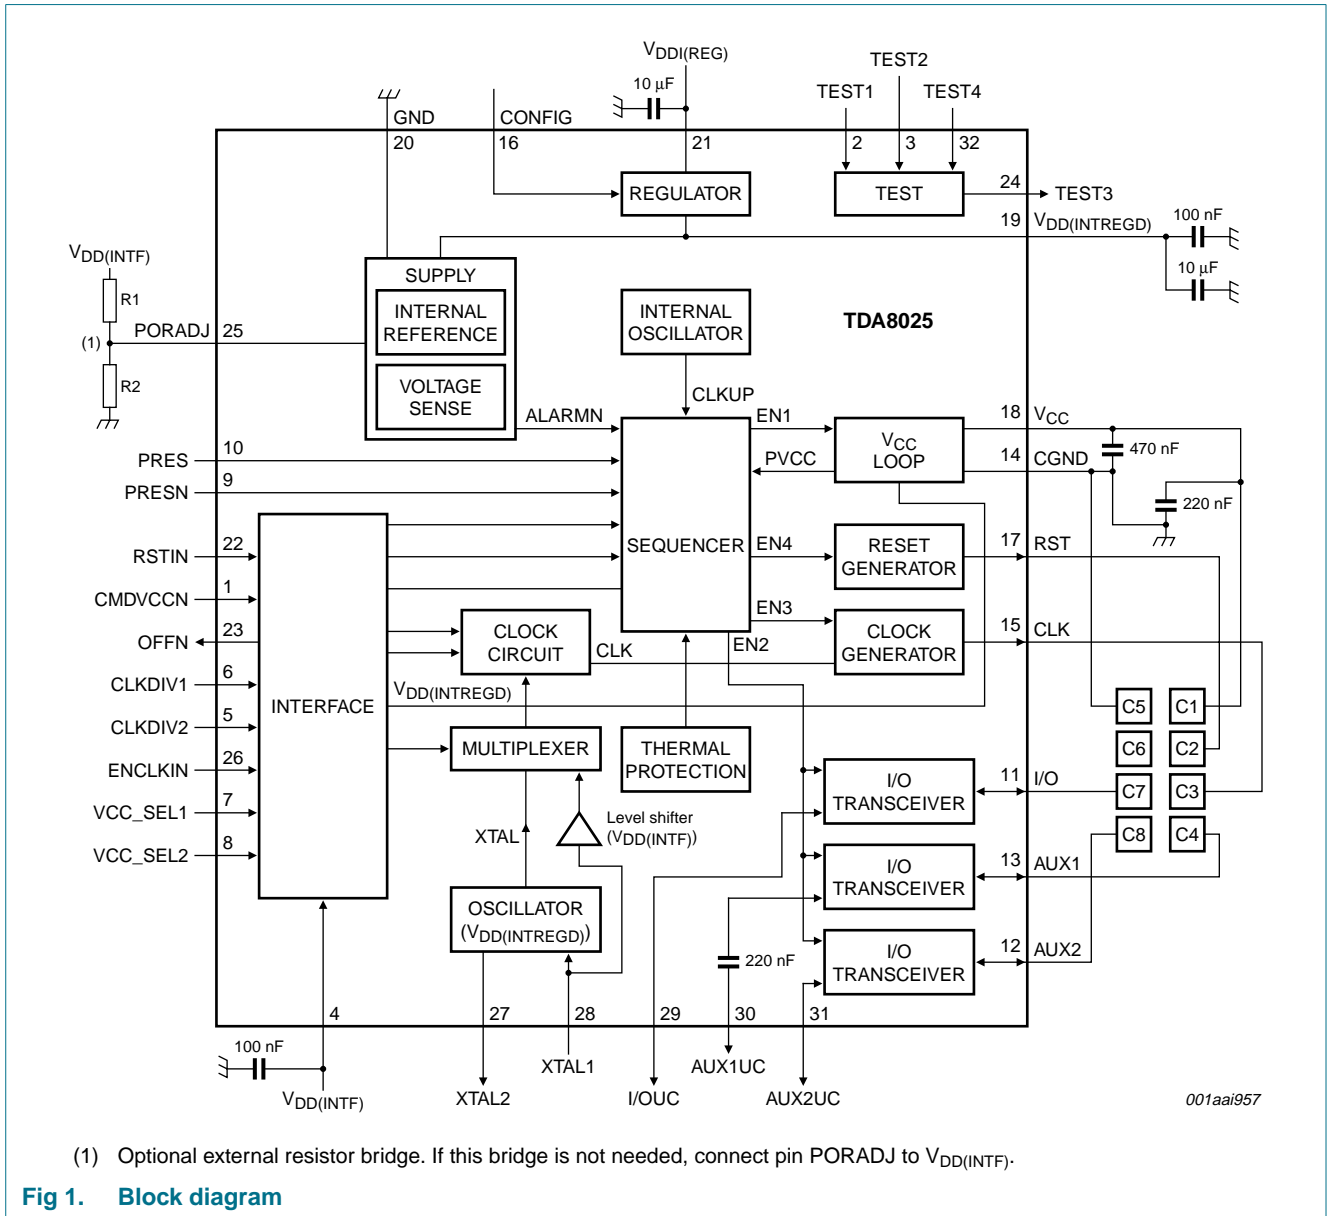 VDDI(REG)
10 μF
TEST2
TEST1
TEST4
GND
CONFIG
20
16
21
2
3
32
REGULATOR
TEST
24
TEST3
19
VDD(INTREGD)
100 nF
10 μF
VDD(INTF)
R1
(1)
R2
PORADJ
25
SUPPLY
INTERNAL
REFERENCE
VOLTAGE
SENSE
INTERNAL
OSCILLATOR
TDA8025
CLKUP
ALARMN
EN1
VCC
LOOP
PVCC
18
VCC
14
CGND
470 nF
220 nF
PRES
10
PRESN
9
SEQUENCER
EN4
RESET
GENERATOR
17
RST
RSTIN
22
CMDVCCN
1
OFFN
23
CLKDIV1
6
CLKDIV2
5
ENCLKIN
26
VCC_SEL1
7
VCC_SEL2
8
INTERFACE
CLOCK
CIRCUIT
CLK
EN3
EN2
CLOCK
GENERATOR
15
CLK
VDD(INTREGD)
MULTIPLEXER
THERMAL
PROTECTION
XTAL
Level shifter
(VDD(INTF))
OSCILLATOR
(VDD(INTREGD))
I/O
TRANSCEIVER
11
I/O
I/O
TRANSCEIVER
13
AUX1
I/O
TRANSCEIVER
12
AUX2
C5
C1
C6
C2
C7
C3
C8
C4
220 nF
4
27
28
29
30
31
100 nF
VDD(INTF)
XTAL2
XTAL1
I/OUC
AUX1UC
AUX2UC
001aai957
(1) Optional external resistor bridge. If this bridge is not needed, connect pin PORADJ to VDD(INTF).
Fig 1. Block diagram